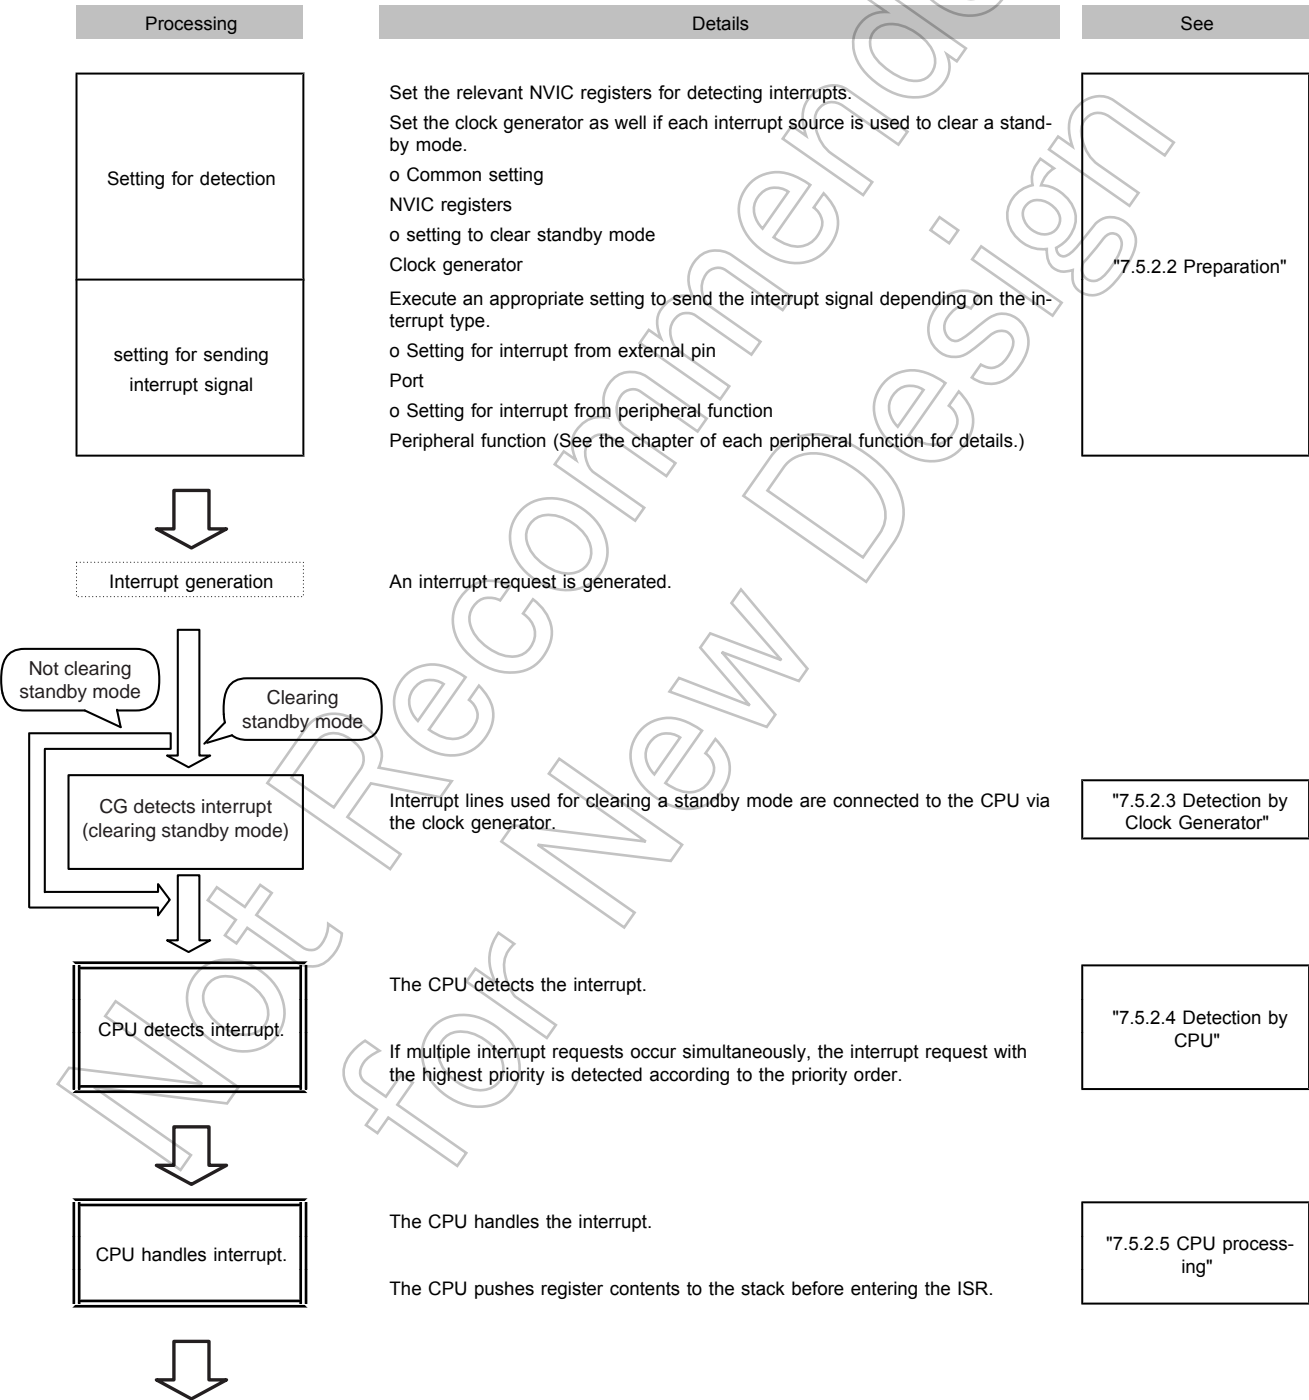 Processing
Details
See
Setting for detection
Set the relevant NVIC registers for detecting interrupts.
Set the clock generator as well if each interrupt source is used to clear a stand-
by mode.
o Common setting
NVIC registers
o setting to clear standby mode
Clock generator
"7.5.2.2 Preparation"
setting for sending
interrupt signal
Execute an appropriate setting to send the interrupt signal depending on the in-
terrupt type.
o Setting for interrupt from external pin
Port
o Setting for interrupt from peripheral function
Peripheral function (See the chapter of each peripheral function for details.)
Interrupt generation
An interrupt request is generated.
Not clearing
standby mode
Clearing
standby mode
CG detects interrupt
(clearing standby mode)
Interrupt lines used for clearing a standby mode are connected to the CPU via
the clock generator.
"7.5.2.3 Detection by
Clock Generator"
CPU detects interrupt.
The CPU detects the interrupt.
If multiple interrupt requests occur simultaneously, the interrupt request with
the highest priority is detected according to the priority order.
"7.5.2.4 Detection by
CPU"
CPU handles interrupt.
The CPU handles the interrupt.
The CPU pushes register contents to the stack before entering the ISR.
"7.5.2.5 CPU process-
ing"
Not Recommende
for New Design